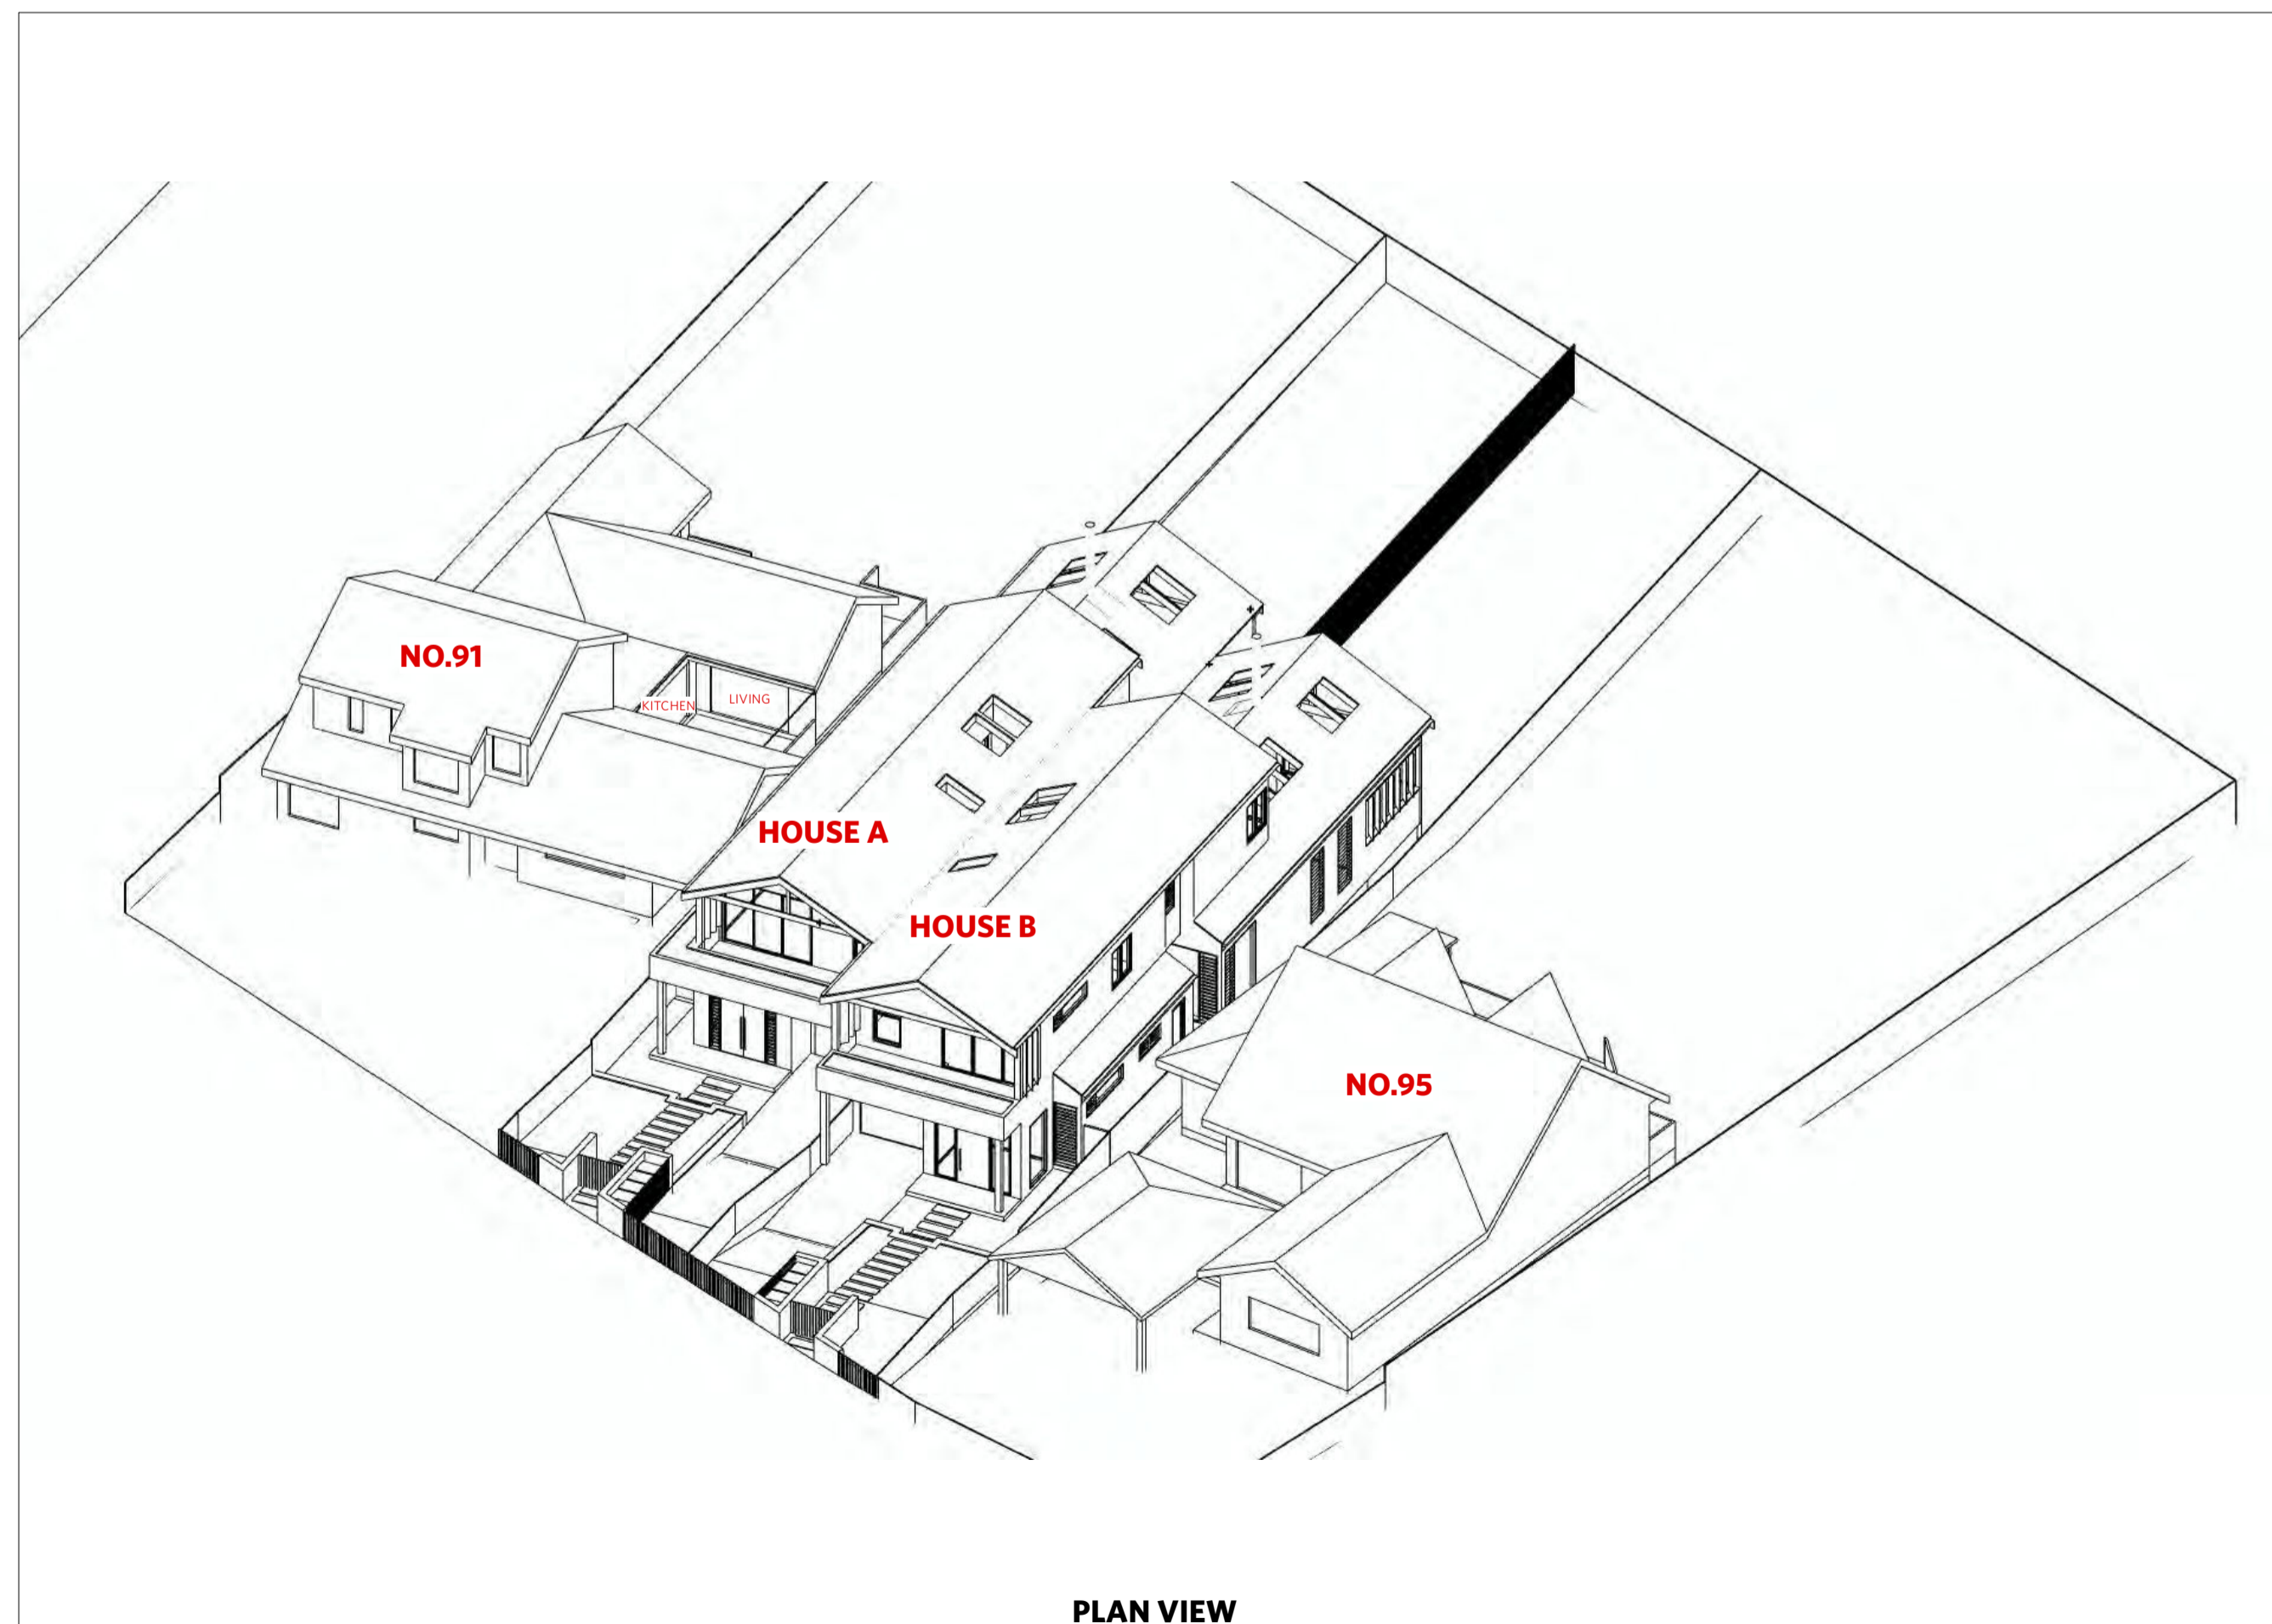 NO.91
KITCHEN
LIVING
HOUSE A
HOUSE B
NO.95
PLAN VIEW